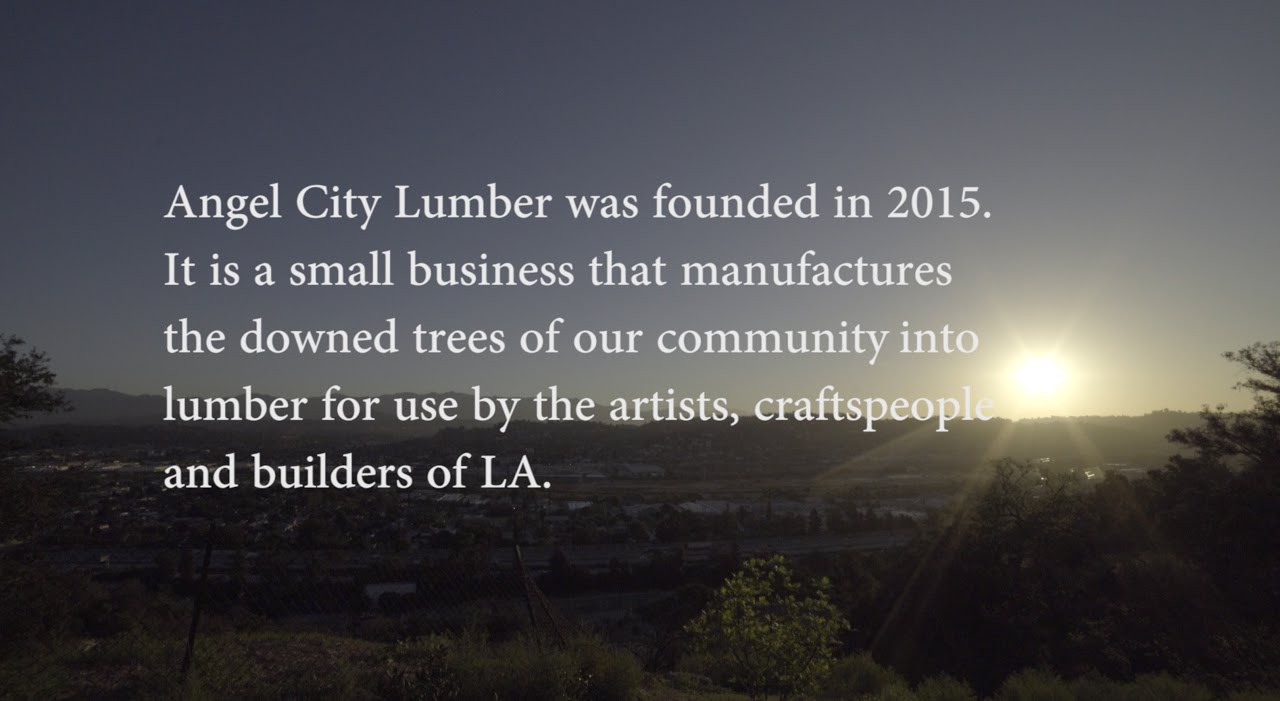 Angel City Lumber was founded in 2015.
It is a small business that manufactures
the downed trees of our community into
lumber for use by the artists, craftspeople
and builders of LA.